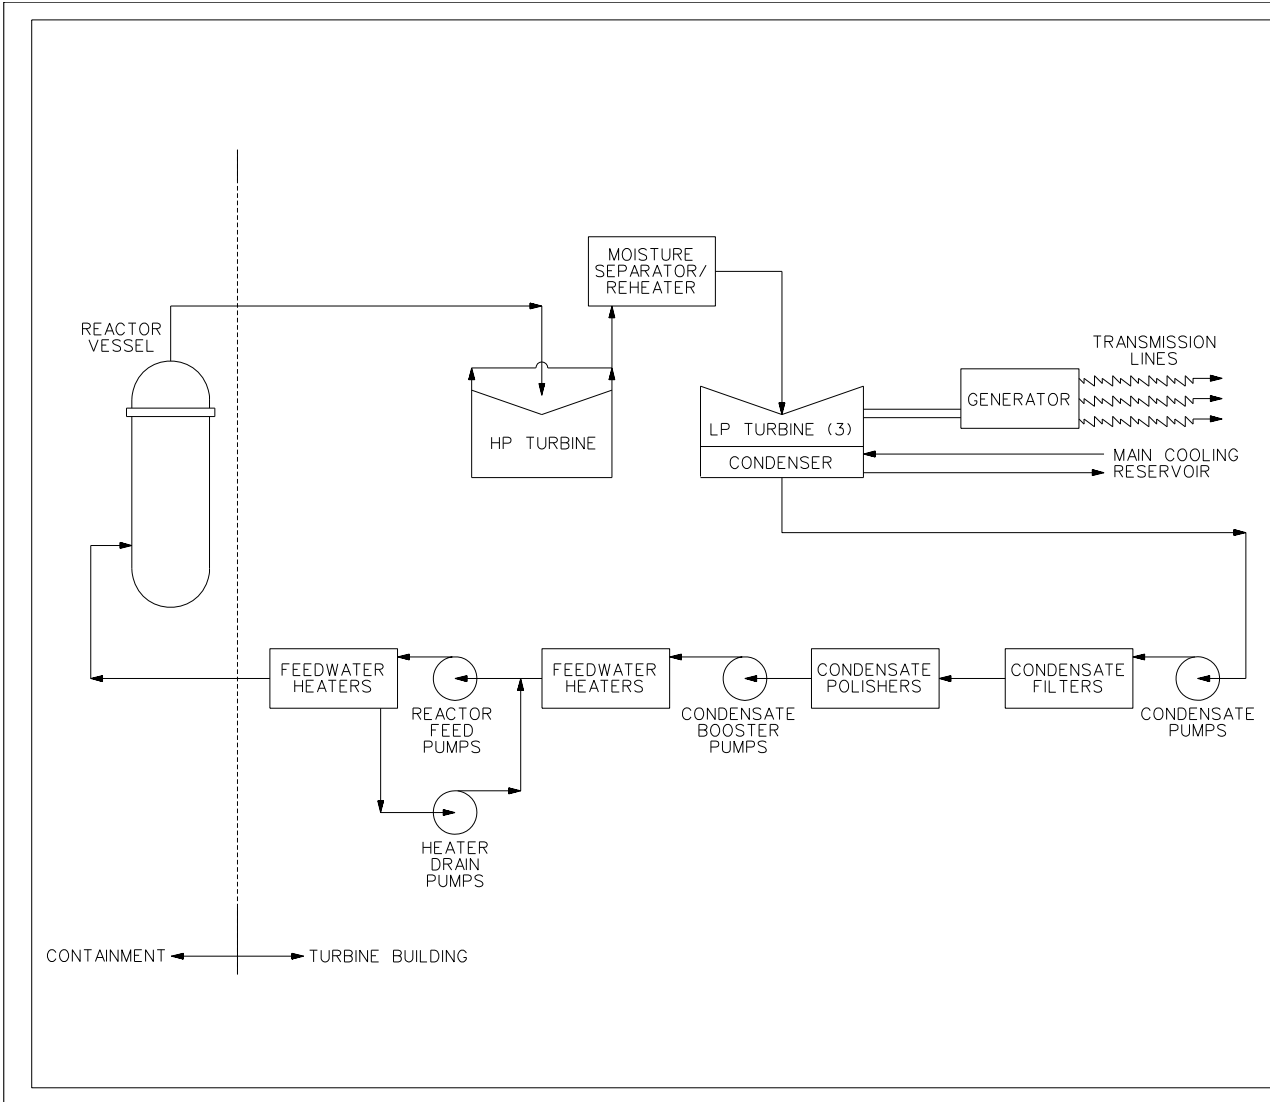 MOISTURE
SEPARATOR/
REHEATER
REACTOR
VESSEL
TRANSMISSION
LINES
GENERATOR
HP TURBINE
LP TURBINE (3)
CONDENSER
MAIN COOLING
RESERVOIR
FEEDWATER
HEATERS
REACTOR
FEED
PUMPS
FEEDWATER
HEATERS
CONDENSATE
BOOSTER
PUMPS
CONDENSATE
POLISHERS
CONDENSATE
FILTERS
CONDENSATE
PUMPS
HEATER
DRAIN
PUMPS
CONTAINMENT
TURBINE BUILDING